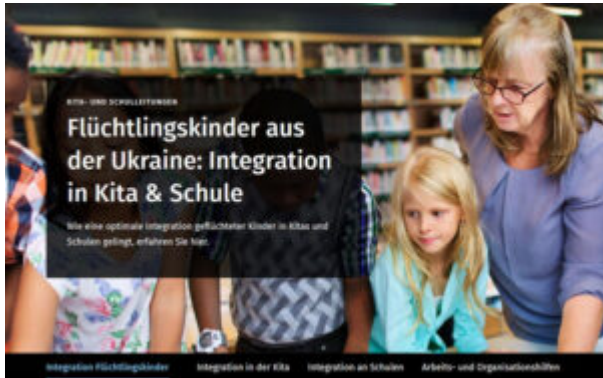 KITA- UND SCHULLEITUNGEN
Flüchtlingskinder aus
der Ukraine: Integration
in Kita & Schule
Wie eine optimale Integration geflüchteter Kinder in Kitas und
Schulen gelingt, erfahren Sie hier.
Integration Flüchtlingskinder Integration in der Kita Integration an Schulen Arbeits- und Organisationshilfen